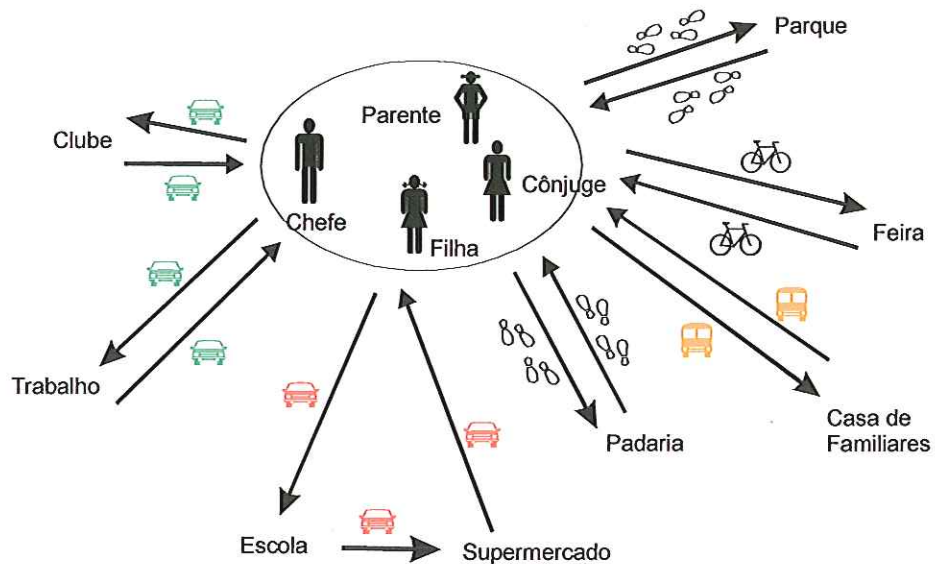 Parque
Parente
Clube
Cônjuge
Chefe
Filha
Feira
Trabalho
Casa de
Familiares
Padaria
Escola
Supermercado